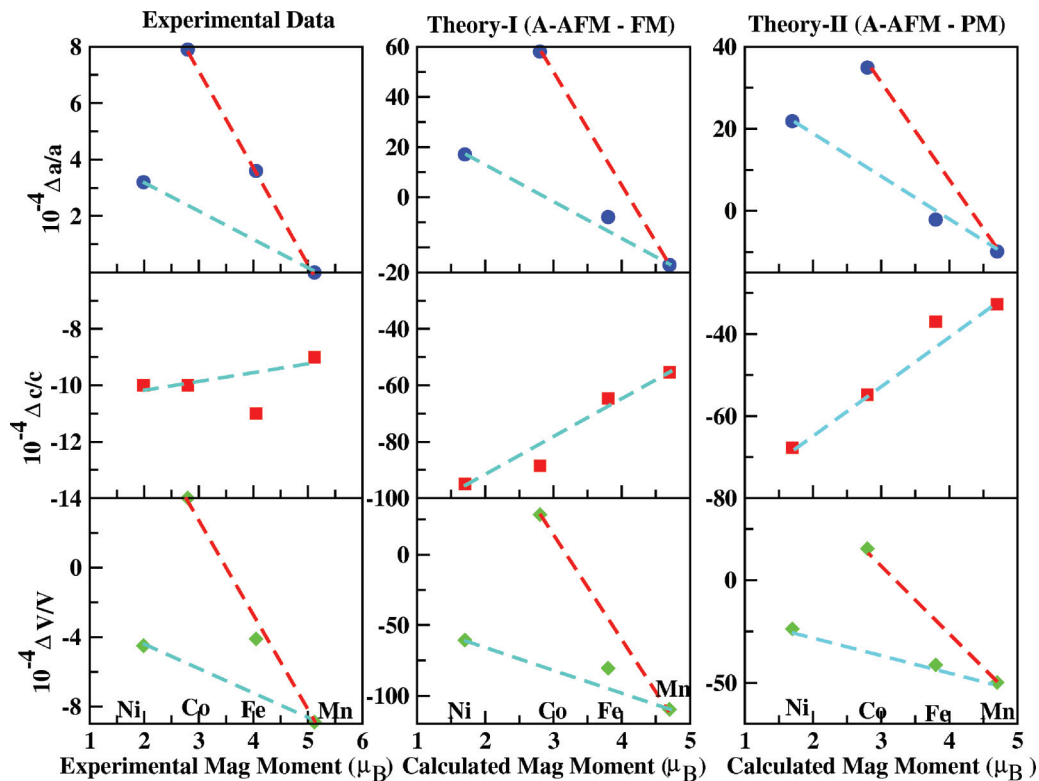 Experimental Data
Theory-I (A-AFM - FM)
Theory-II (A-AFM - PM)
8
6
4
2
10⁻⁴ Δa/a
60
40
20
0
-20
40
20
0
-8
-10
-12
-14
10⁻⁴ Δc/c
-40
-60
-80
-100
-40
-60
-80
0
-4
-8
10⁻⁴ ΔV/V
0
-50
-100
0
-50
Ni Co Fe Mn
Ni Co Fe Mn
Ni Co Fe Mn
1 2 3 4 5 6
1 2 3 4 5
1 2 3 4 5
Experimental Mag Moment (μ_B)
Calculated Mag Moment (μ_B)
Calculated Mag Moment (μ_B)